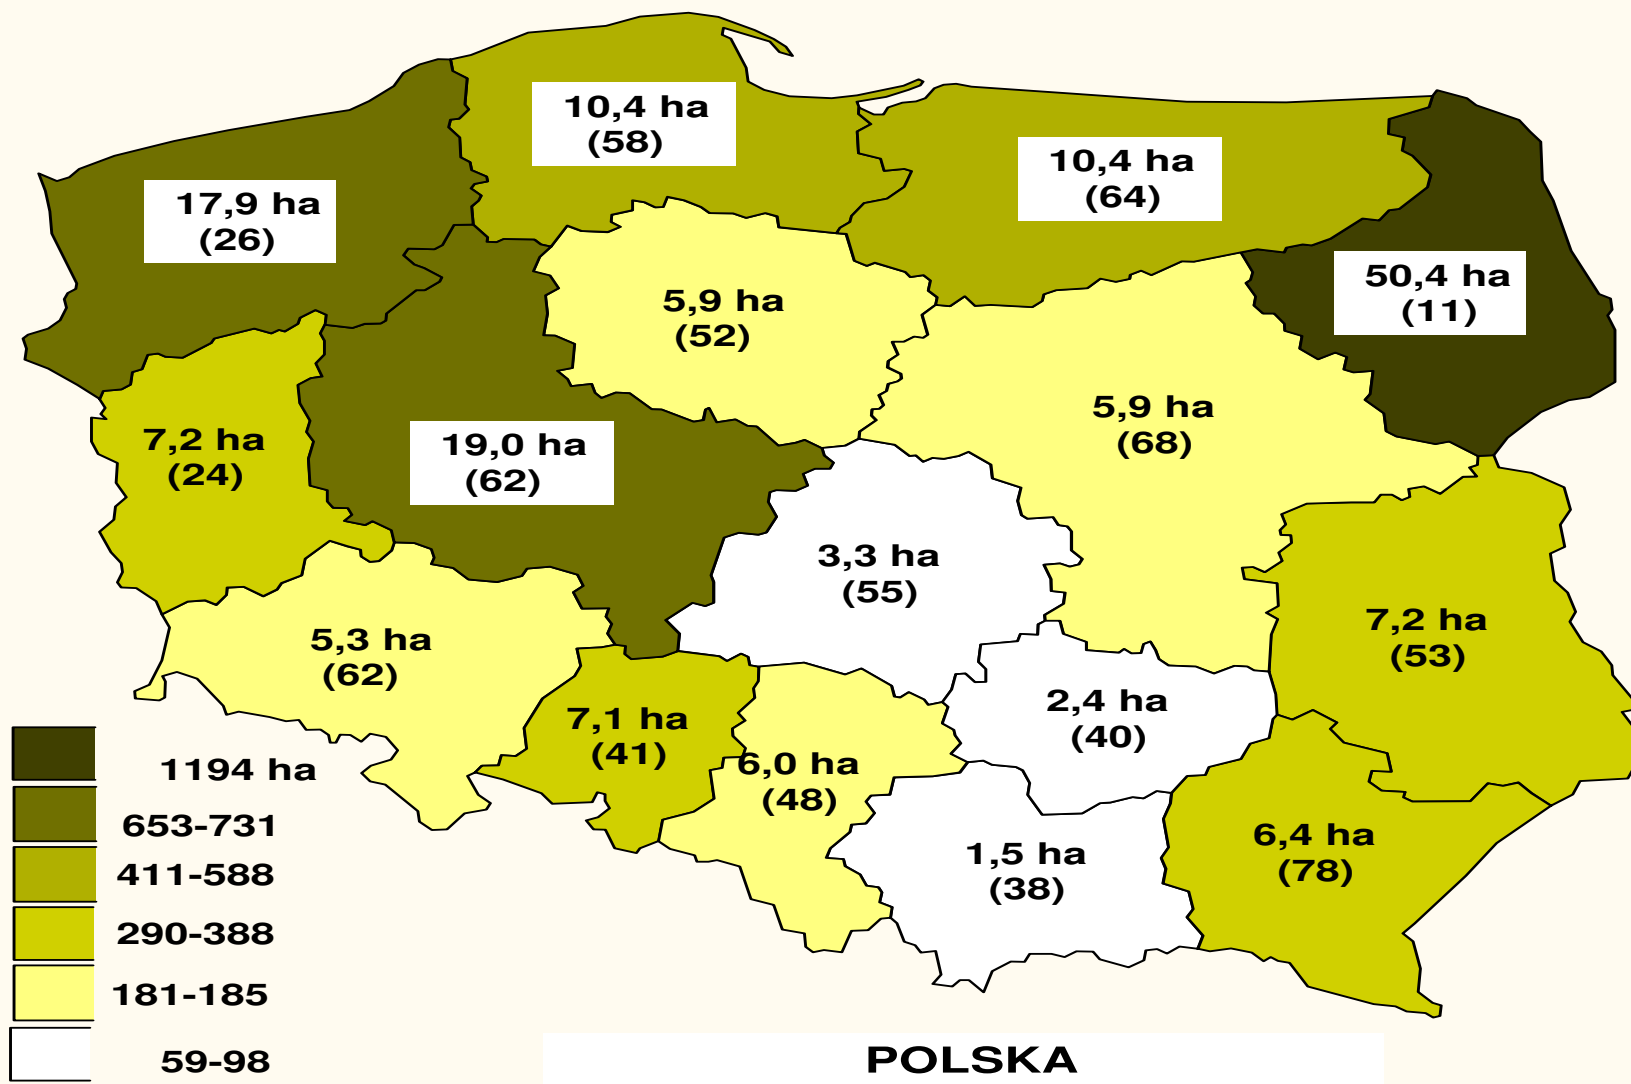 10,4 ha
(58)
10,4 ha
(64)
17,9 ha
(26)
50,4 ha
(11)
5,9 ha
(52)
5,9 ha
(68)
7,2 ha
(24)
19,0 ha
(62)
3,3 ha
(55)
7,2 ha
(53)
5,3 ha
(62)
2,4 ha
(40)
7,1 ha
(41)
6,0 ha
(48)
6,4 ha
(78)
1,5 ha
(38)
1194 ha
653-731
411-588
290-388
181-185
59-98
POLSKA